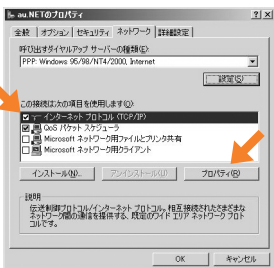 au.NETのプロパティ
全般 オプション セキュリティ ネットワーク 詳細設定
呼び出すダイヤルアップ サーバーの種類(E):
PPP: Windows 95/98/NT4/2000, Internet
設定(S)
この接続は次の項目を使用します(O):
インターネット プロトコル (TCP/IP)
QoS パケット スケジューラ
Microsoft ネットワーク用ファイルとプリンタ共有
Microsoft ネットワーク用クライアント
インストール(N)... アンインストール(U) プロパティ(R)
説明
伝送制御プロトコル/インターネット プロトコル。相互接続されたさまざまな
ネットワーク間の通信を提供する、既定のワイド エリア ネットワーク プロト
コルです。
OK キャンセル